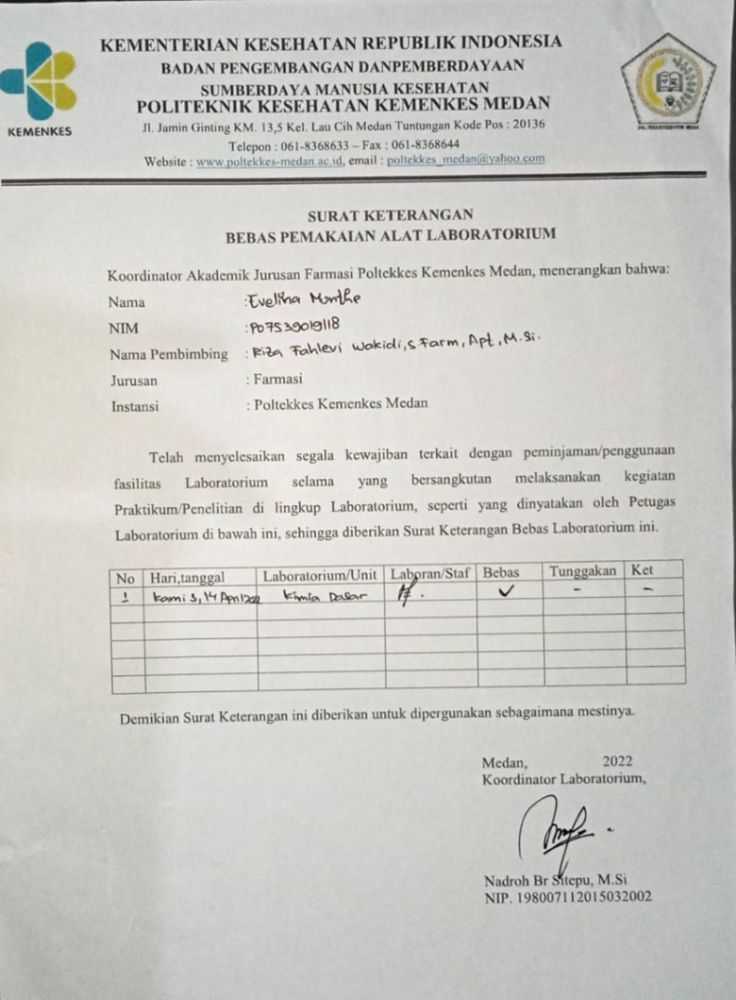 KEMENTERIAN KESEHATAN REPUBLIK INDONESIA
BADAN PENGEMBANGAN DANPEMBERDAYAAN
SUMBERDAYA MANUSIA KESEHATAN
POLITEKNIK KESEHATAN KEMENKES MEDAN
KEMENKES
Jl. Jamin Ginting KM. 13,5 Kel. Lau Cih Medan Tuntungan Kode Pos : 20136
Telepon : 061-8368633 – Fax : 061-8368644
Website : www.poltekkes-medan.ac.id, email : poltekkes_medan@yahoo.com
SURAT KETERANGAN
BEBAS PEMAKAIAN ALAT LABORATORIUM
Koordinator Akademik Jurusan Farmasi Poltekkes Kemenkes Medan, menerangkan bahwa:
Nama : Evelina Munthe
NIM : P07539019118
Nama Pembimbing : Riza Fahlevi Wakidi, S.Farm, Apt, M.Si.
Jurusan : Farmasi
Instansi : Poltekkes Kemenkes Medan
Telah menyelesaikan segala kewajiban terkait dengan peminjaman/penggunaan
fasilitas Laboratorium selama yang bersangkutan melaksanakan kegiatan
Praktikum/Penelitian di lingkup Laboratorium, seperti yang dinyatakan oleh Petugas
Laboratorium di bawah ini, sehingga diberikan Surat Keterangan Bebas Laboratorium ini.
No Hari,tanggal Laboratorium/Unit Laboran/Staf Bebas Tunggakan Ket
1 Kamis, 14 April Kimia Dasar ✓ - -
Demikian Surat Keterangan ini diberikan untuk dipergunakan sebagaimana mestinya.
Medan, 2022
Koordinator Laboratorium,
Nadroh Br Sitepu, M.Si
NIP. 198007112015032002